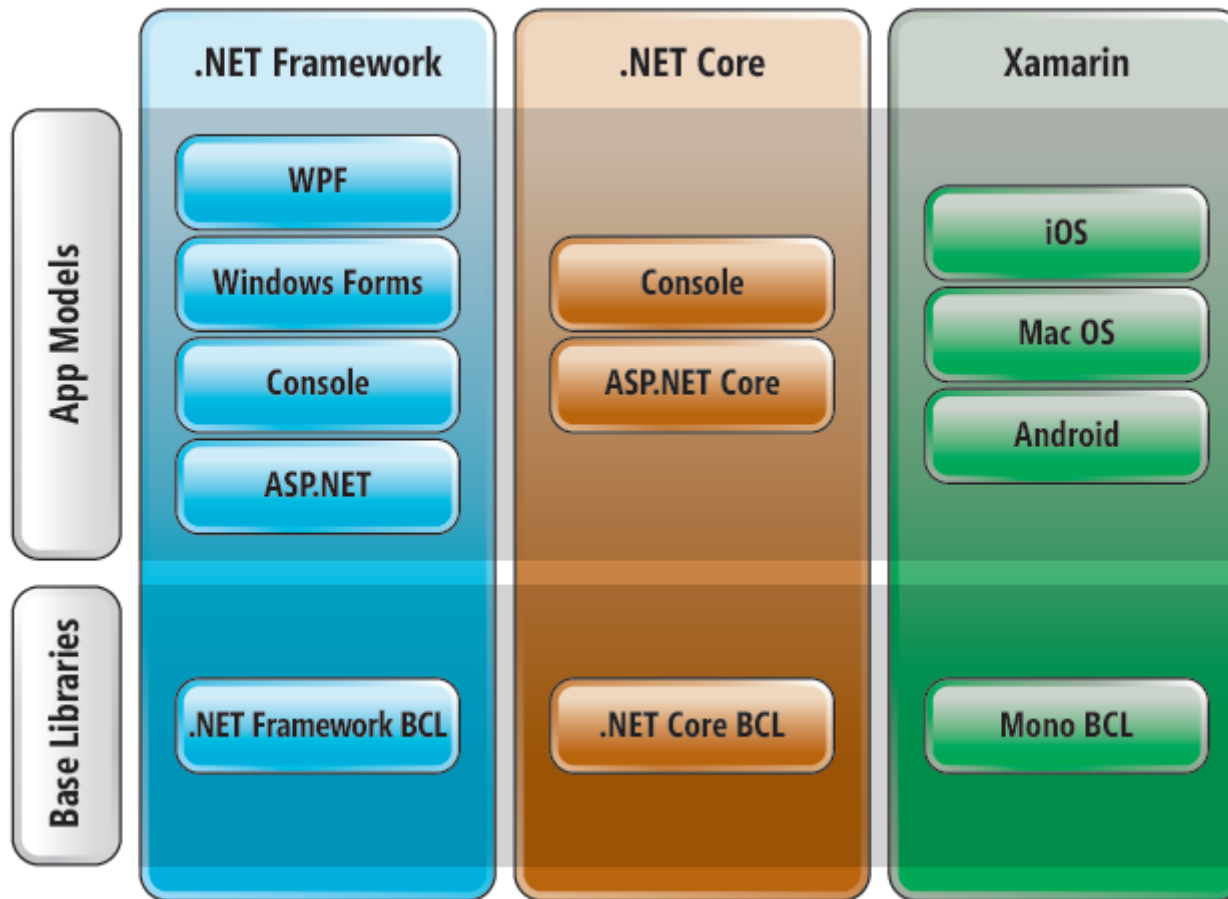 .NET Framework
.NET Core
Xamarin
App Models
WPF
Windows Forms
Console
ASP.NET
Console
ASP.NET Core
iOS
Mac OS
Android
Base Libraries
.NET Framework BCL
.NET Core BCL
Mono BCL